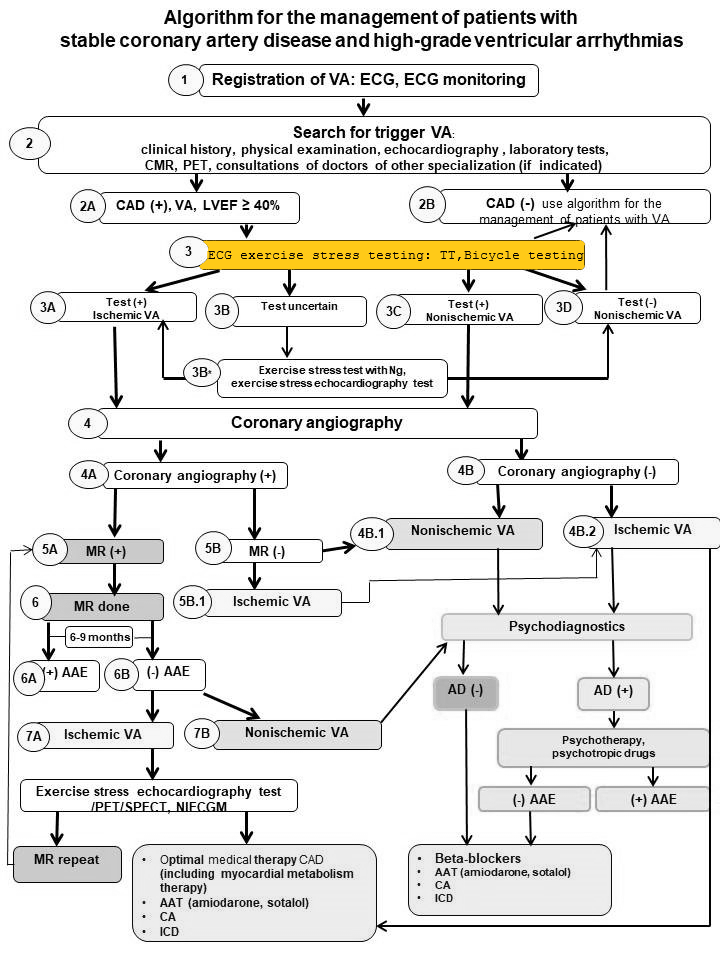 Algorithm for the management of patients with
stable coronary artery disease and high-grade ventricular arrhythmias
1
Registration of VA: ECG, ECG monitoring
2
Search for trigger VA:
clinical history, physical examination, echocardiography , laboratory tests,
CMR, PET, consultations of doctors of other specialization (if indicated)
2A
CAD (+), VA, LVEF ≥ 40%
2B
CAD (-) use algorithm for the
management of patients with VA
3
ECG exercise stress testing: TT,Bicycle testing
3A
Test (+)
Ischemic VA
3B
Test uncertain
3C
Test (+)
Nonischemic VA
3D
Test (-)
Nonischemic VA
3B*
Exercise stress test with Ng,
exercise stress echocardiography test
4
Coronary angiography
4A
Coronary angiography (+)
4B
Coronary angiography (-)
5A
MR (+)
5B
MR (-)
4B.1
Nonischemic VA
4B.2
Ischemic VA
6
MR done
5B.1
Ischemic VA
Psychodiagnostics
6-9 months
6A
(+) AAE
6B
(-) AAE
AD (-)
AD (+)
7A
Ischemic VA
7B
Nonischemic VA
Psychotherapy,
psychotropic drugs
Exercise stress echocardiography test
/PET/SPECT, NIECGM
(-) AAE
(+) AAE
MR repeat
• Optimal medical therapy CAD
(including myocardial metabolism
therapy)
• AAT (amiodarone, sotalol)
• CA
• ICD
• Beta-blockers
• AAT (amiodarone, sotalol)
• CA
• ICD